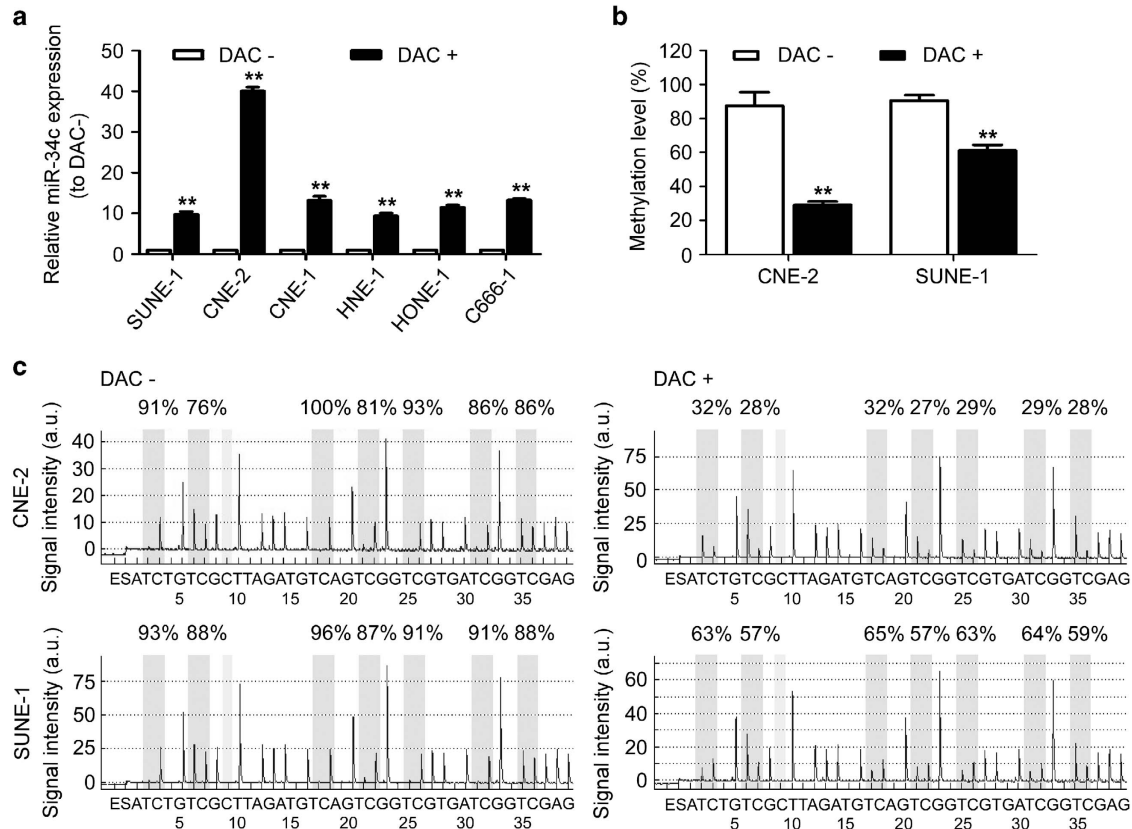 a
DAC - DAC +
Relative miR-34c expression
(to DAC-)
50
40
30
20
10
0
** ** ** ** ** **
SUNE-1 CNE-2 CNE-1 HNE-1 HONE-1 C666-1
b
DAC - DAC +
Methylation level (%)
120
100
80
60
40
20
0
** **
CNE-2 SUNE-1
c
DAC -
CNE-2
Signal intensity (a.u.)
91% 76% 100% 81% 93% 86% 86%
40
30
20
10
0
ESATCTGTCGCTTAGATGTCAGTCGGTCGTGATCGGTCGAG
5 10 15 20 25 30 35
DAC +
Signal intensity (a.u.)
32% 28% 32% 27% 29% 29% 28%
75
50
25
0
ESATCTGTCGCTTAGATGTCAGTCGGTCGTGATCGGTCGAG
5 10 15 20 25 30 35
SUNE-1
Signal intensity (a.u.)
93% 88% 96% 87% 91% 91% 88%
75
50
25
0
ESATCTGTCGCTTAGATGTCAGTCGGTCGTGATCGGTCGAG
5 10 15 20 25 30 35
Signal intensity (a.u.)
63% 57% 65% 57% 63% 64% 59%
60
40
20
0
ESATCTGTCGCTTAGATGTCAGTCGGTCGTGATCGGTCGAG
5 10 15 20 25 30 35